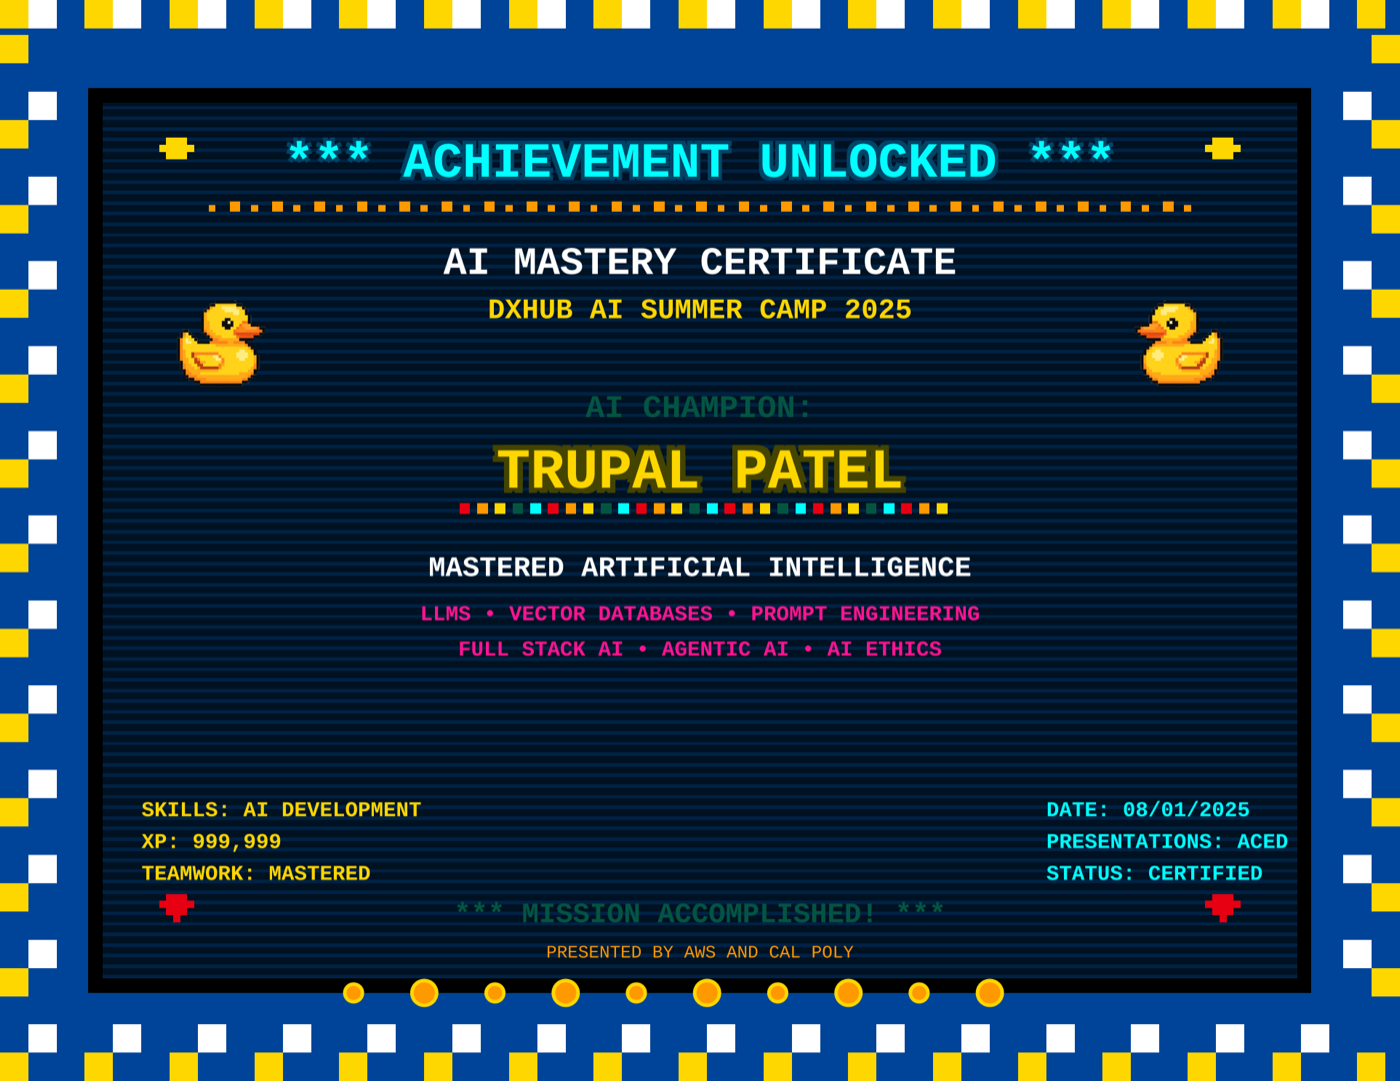 *** ACHIEVEMENT UNLOCKED ***
AI MASTERY CERTIFICATE
DXHUB AI SUMMER CAMP 2025
AI CHAMPION:
TRUPAL PATEL
MASTERED ARTIFICIAL INTELLIGENCE
LLMS • VECTOR DATABASES • PROMPT ENGINEERING
FULL STACK AI • AGENTIC AI • AI ETHICS
SKILLS: AI DEVELOPMENT
XP: 999,999
TEAMWORK: MASTERED
DATE: 08/01/2025
PRESENTATIONS: ACED
STATUS: CERTIFIED
*** MISSION ACCOMPLISHED! ***
PRESENTED BY AWS AND CAL POLY